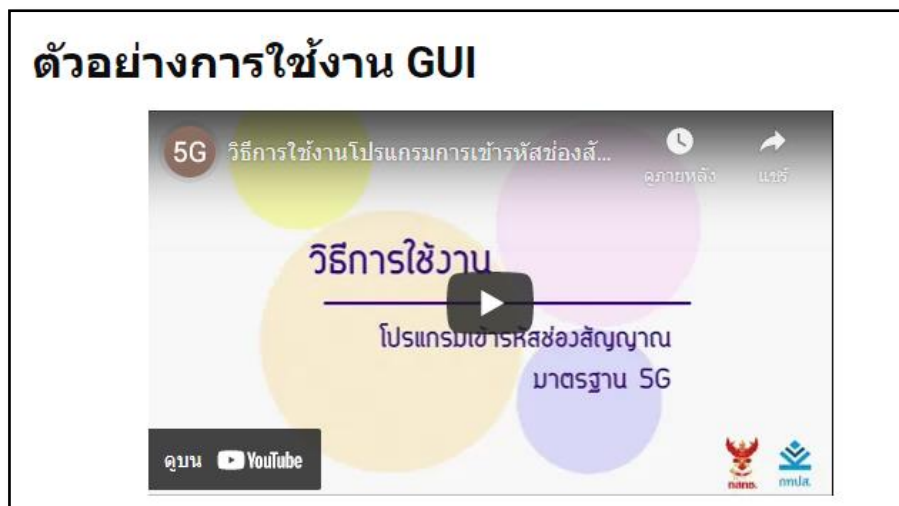 ตัวอย่างการใช้งาน GUI
5G วิธีการใช้งานโปรแกรมการเข้ารหัสช่องสั...
ดูภายหลัง แชร์
วิธีการใช้งาน
โปรแกรมเข้ารหัสช่องสัญญาณ
มาตรฐาน 5G
ดูบน YouTube
กสทช. กทปส.